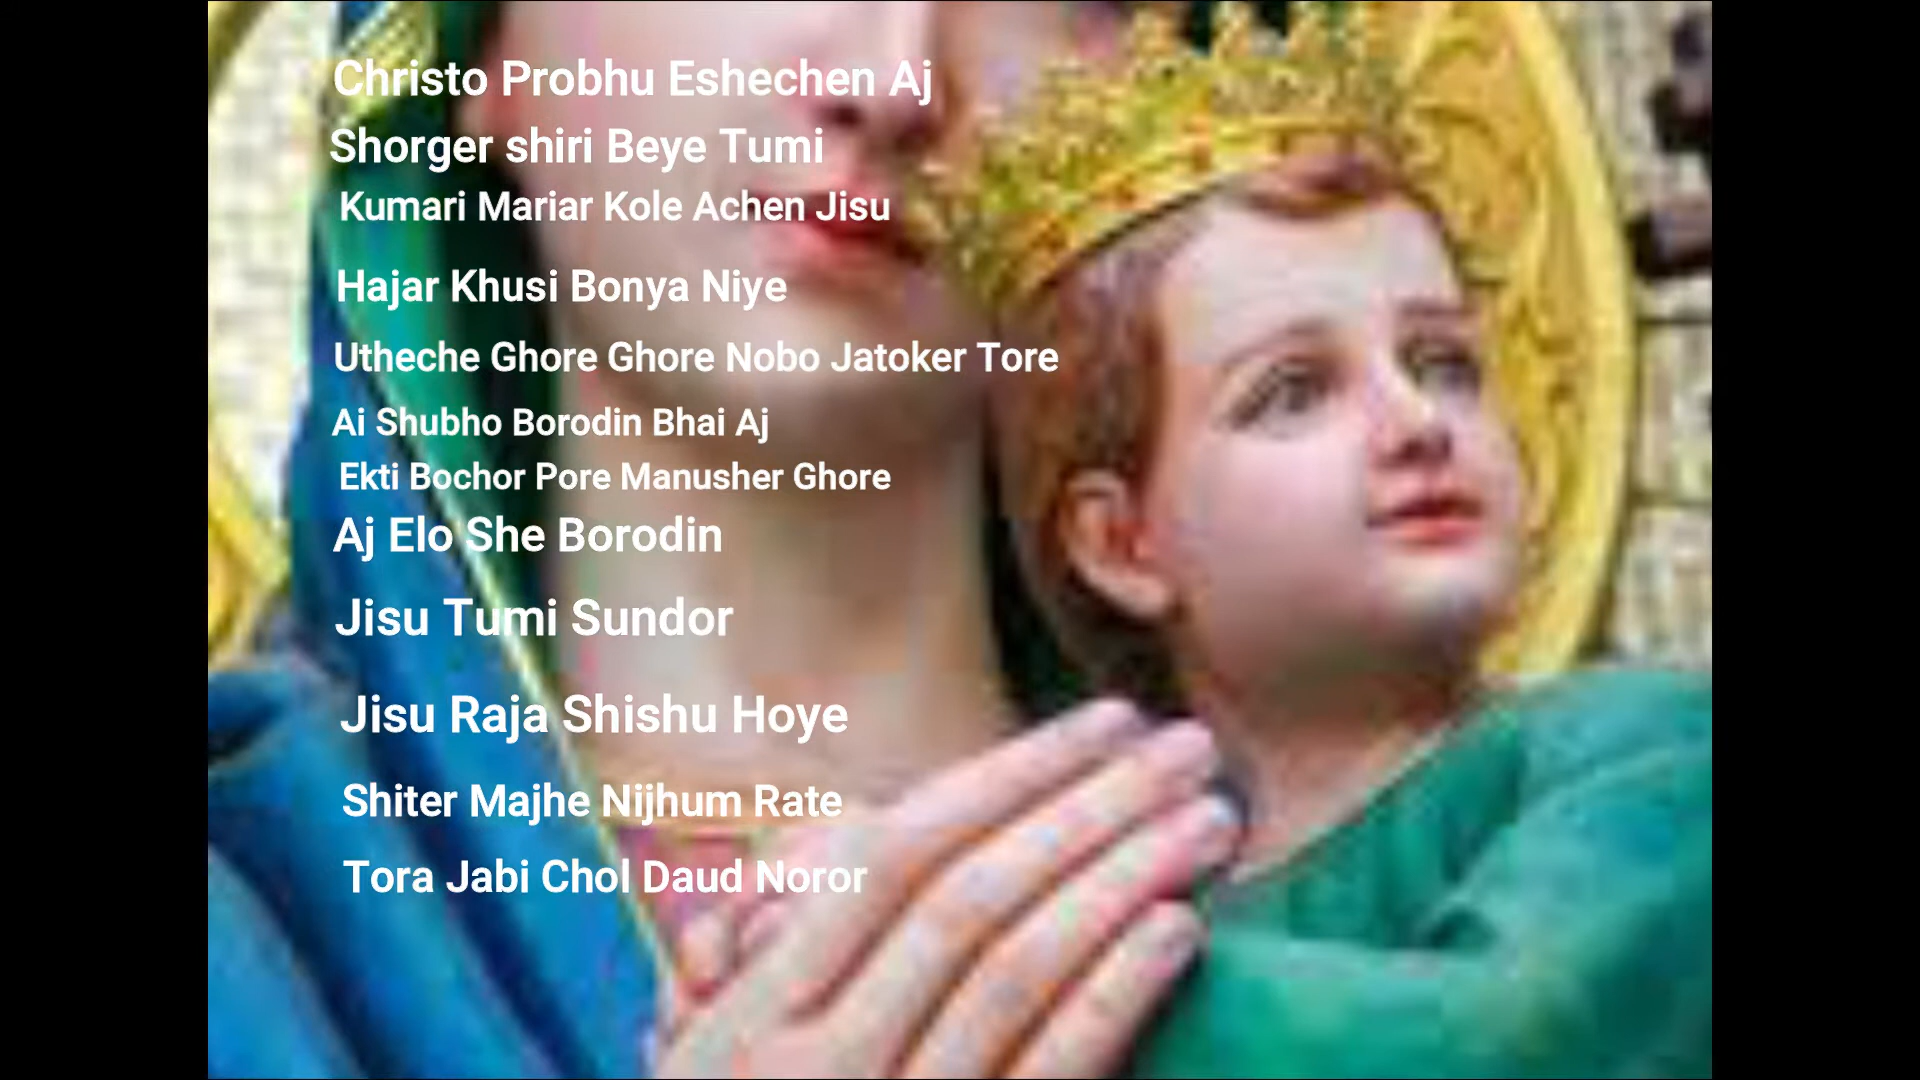 Christo Probhu Eshechen Aj
Shorger shiri Beye Tumi
Kumari Mariar Kole Achen Jisu
Hajar Khusi Bonya Niye
Utheche Ghore Ghore Nobo Jatoker Tore
Ai Shubho Borodin Bhai Aj
Ekti Bochor Pore Manusher Ghore
Aj Elo She Borodin
Jisu Tumi Sundor
Jisu Raja Shishu Hoye
Shiter Majhe Nijhum Rate
Tora Jabi Chol Daud Noror